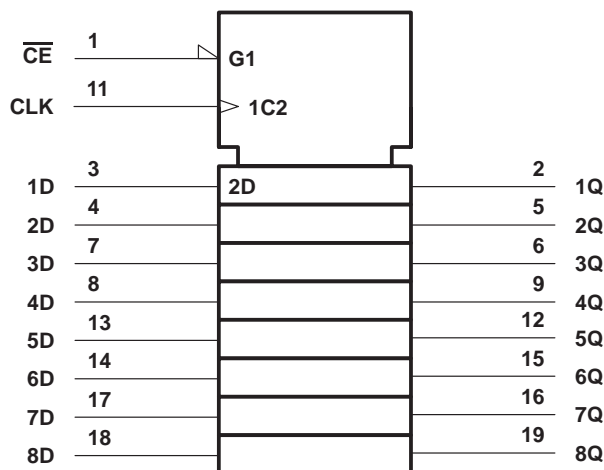 1
C̅E̅ G1
11
CLK 1C2
3 2
1D 2D 1Q
4 5
2D 2Q
7 6
3D 3Q
8 9
4D 4Q
13 12
5D 5Q
14 15
6D 6Q
17 16
7D 7Q
18 19
8D 8Q